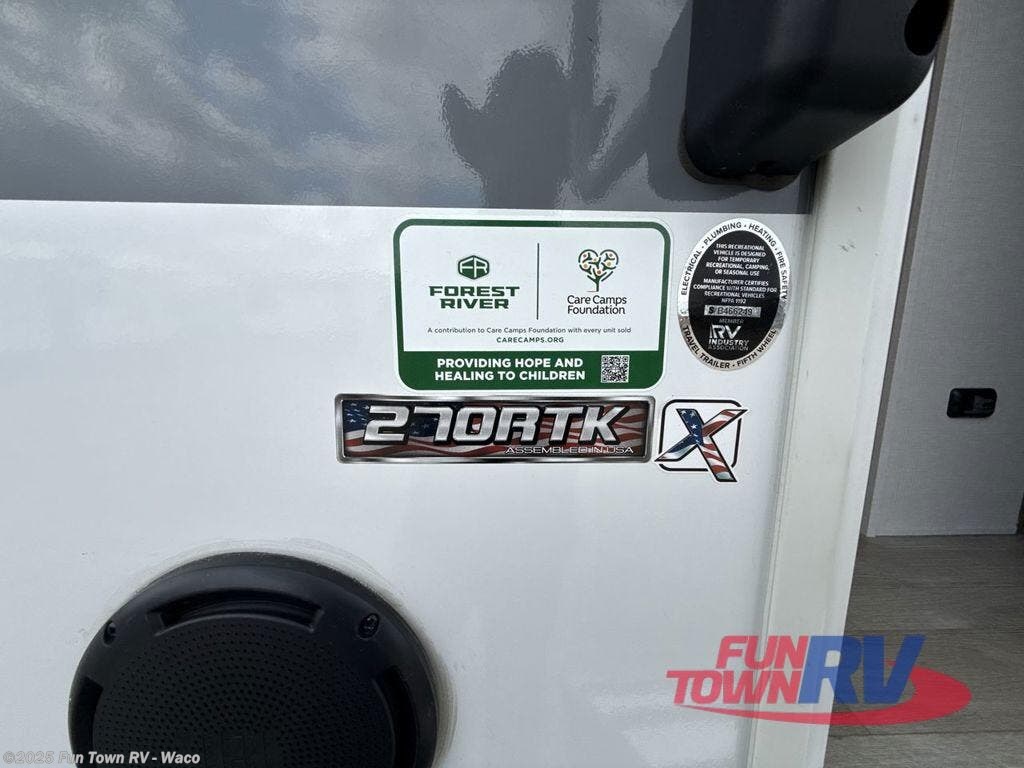 FOREST
RIVER
Care Camps
Foundation
A contribution to Care Camps Foundation with every unit sold
CARECAMPS.ORG
PROVIDING HOPE AND
HEALING TO CHILDREN
ELECTRICAL • PLUMBING • HEATING • FIRE SAFETY
THIS RECREATIONAL
VEHICLE IS DESIGNED
FOR TEMPORARY
RECREATIONAL, CAMPING,
OR SEASONAL USE
MANUFACTURER CERTIFIES
COMPLIANCE WITH STANDARD FOR
RECREATIONAL VEHICLES
NFPA 1192
S B466249
MEMBER
RV
INDUSTRY
ASSOCIATION
TRAVEL TRAILER • FIFTH WHEEL
270RTK
ASSEMBLED IN USA
X
FUN
TOWN RV
©2025 Fun Town RV - Waco